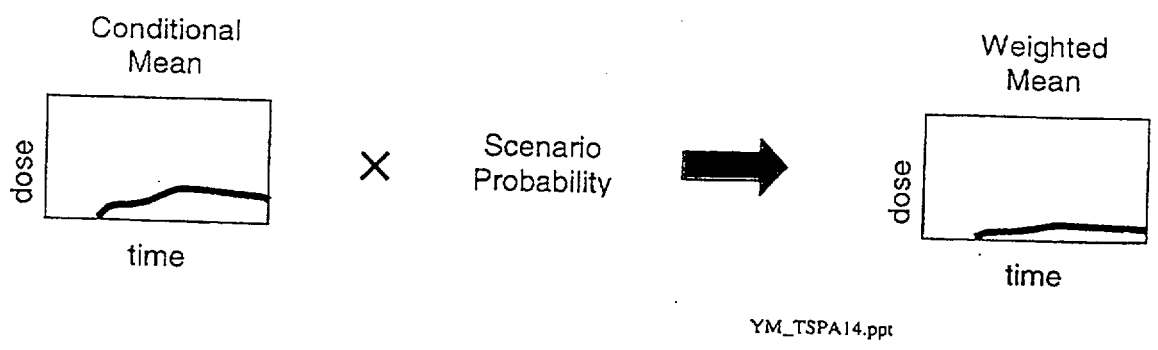 Conditional
Mean
dose
time
×
Scenario
Probability
Weighted
Mean
dose
time
YM_TSPA14.ppt